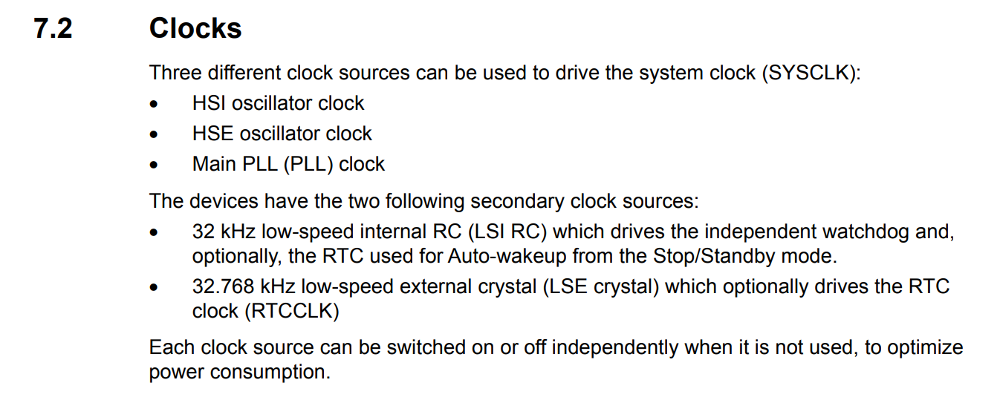 7.2 Clocks
Three different clock sources can be used to drive the system clock (SYSCLK):
• HSI oscillator clock
• HSE oscillator clock
• Main PLL (PLL) clock
The devices have the two following secondary clock sources:
• 32 kHz low-speed internal RC (LSI RC) which drives the independent watchdog and,
optionally, the RTC used for Auto-wakeup from the Stop/Standby mode.
• 32.768 kHz low-speed external crystal (LSE crystal) which optionally drives the RTC
clock (RTCCLK)
Each clock source can be switched on or off independently when it is not used, to optimize
power consumption.